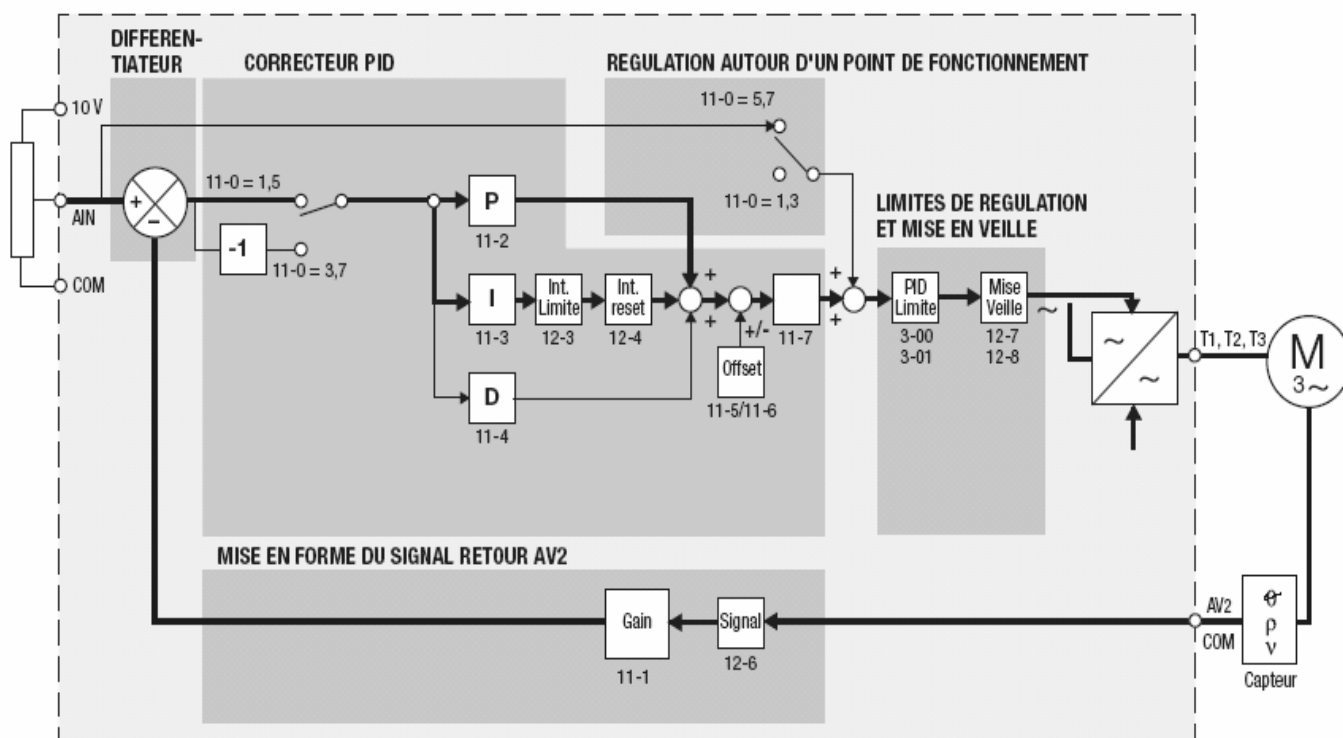 DIFFEREN-
TIATEUR
CORRECTEUR PID
REGULATION AUTOUR D'UN POINT DE FONCTIONNEMENT
10 V
11-0 = 5,7
AIN
+
−
11-0 = 1,5
-1
11-0 = 3,7
P
11-2
11-0 = 1,3
LIMITES DE REGULATION
ET MISE EN VEILLE
COM
I
11-3
Int.
Limite
12-3
Int.
reset
12-4
+
+
+/-
Offset
11-5/11-6
11-7
+
+
PID
Limite
3-00
3-01
Mise
Veille
12-7
12-8
~
~
~
T1, T2, T3
M
3 ~
D
11-4
MISE EN FORME DU SIGNAL RETOUR AV2
Gain
11-1
Signal
12-6
AV2
COM
θ
ρ
ν
Capteur